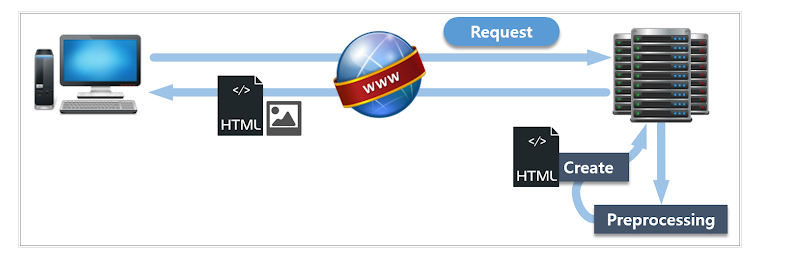 Request
WWW
</>
HTML
</>
HTML
Create
Preprocessing